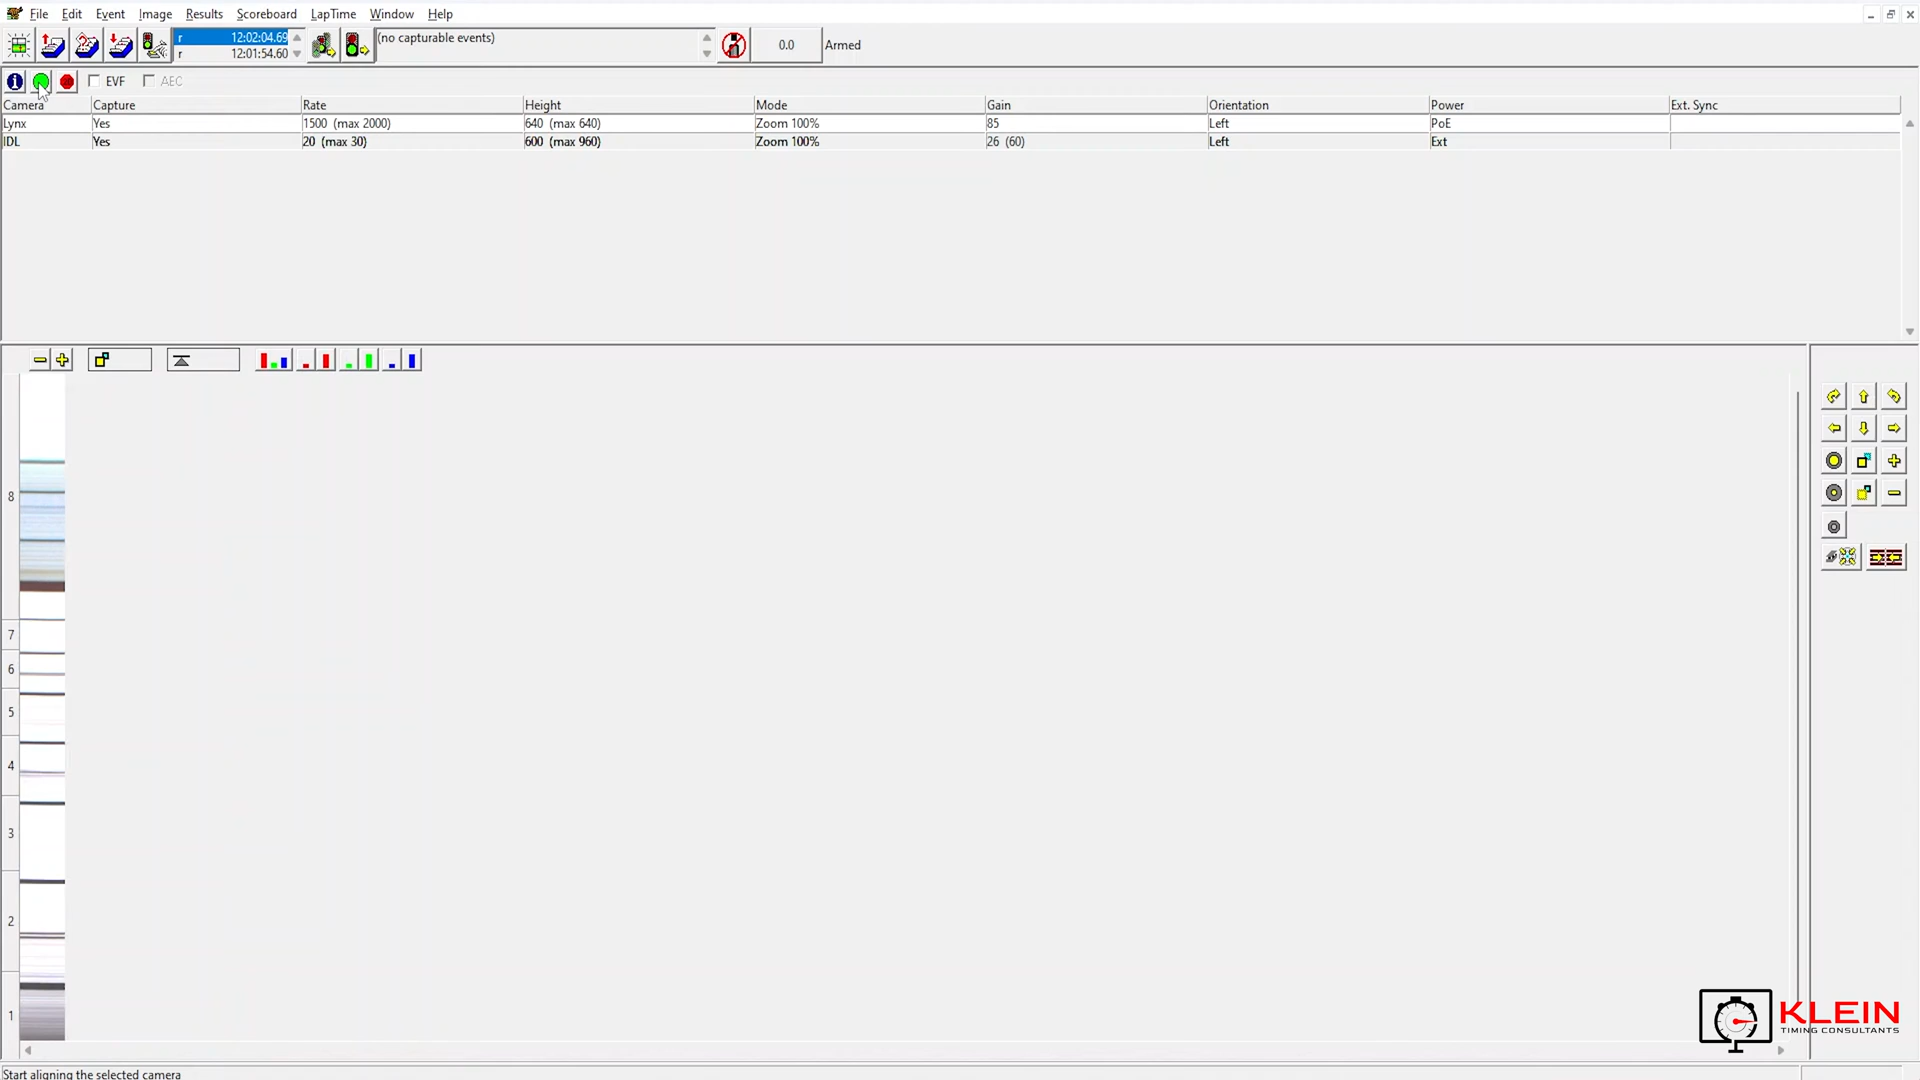 File Edit Event Image Results Scoreboard LapTime Window Help
r 12:02:04.69
r 12:01:54.60
(no capturable events)
0.0
Armed
EVF AEC
Camera Capture Rate Height Mode Gain Orientation Power Ext. Sync
Lynx Yes 1500 (max 2000) 640 (max 640) Zoom 100% 85 Left PoE
IDL Yes 20 (max 30) 600 (max 960) Zoom 100% 26 (60) Left Ext
8
7
6
5
4
3
2
1
KLEIN
TIMING CONSULTANTS
Start aligning the selected camera